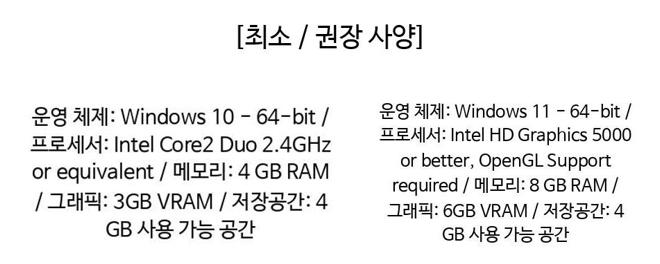 [최소 / 권장 사양]
운영 체제: Windows 10 - 64-bit /
프로세서: Intel Core2 Duo 2.4GHz
or equivalent / 메모리: 4 GB RAM
/ 그래픽: 3GB VRAM / 저장공간: 4
GB 사용 가능 공간
운영 체제: Windows 11 - 64-bit /
프로세서: Intel HD Graphics 5000
or better, OpenGL Support
required / 메모리: 8 GB RAM /
그래픽: 6GB VRAM / 저장공간: 4
GB 사용 가능 공간